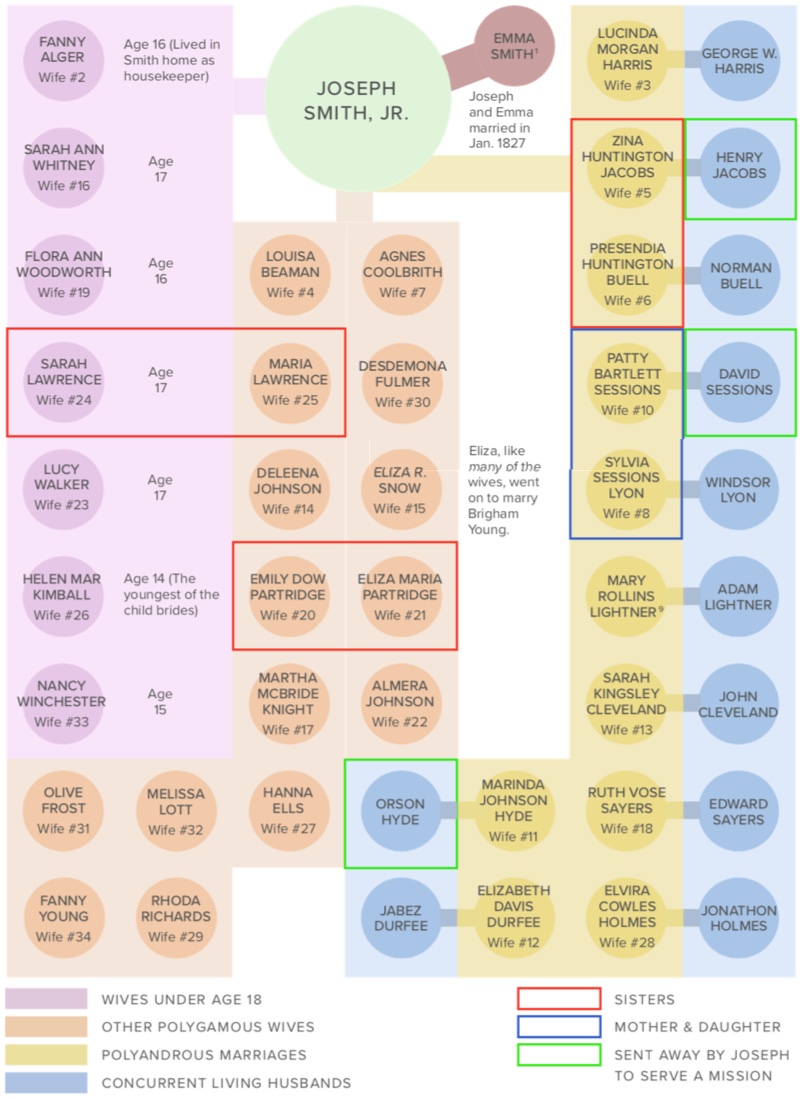 FANNY
ALGER
Wife #2
Age 16 (Lived in
Smith home as
housekeeper)
JOSEPH
SMITH, JR.
EMMA
SMITH¹
Joseph
and Emma
married in
Jan. 1827
LUCINDA
MORGAN
HARRIS
Wife #3
GEORGE W.
HARRIS
SARAH ANN
WHITNEY
Wife #16
Age
17
ZINA
HUNTINGTON
JACOBS
Wife #5
HENRY
JACOBS
FLORA ANN
WOODWORTH
Wife #19
Age
16
LOUISA
BEAMAN
Wife #4
AGNES
COOLBRITH
Wife #7
PRESENDIA
HUNTINGTON
BUELL
Wife #6
NORMAN
BUELL
SARAH
LAWRENCE
Wife #24
Age
17
MARIA
LAWRENCE
Wife #25
DESDEMONA
FULMER
Wife #30
PATTY
BARTLETT
SESSIONS
Wife #10
DAVID
SESSIONS
LUCY
WALKER
Wife #23
Age
17
DELEENA
JOHNSON
Wife #14
ELIZA R.
SNOW
Wife #15
Eliza, like
many of the
wives, went
on to marry
Brigham
Young.
SYLVIA
SESSIONS
LYON
Wife #8
WINDSOR
LYON
HELEN MAR
KIMBALL
Wife #26
Age 14 (The
youngest of the
child brides)
EMILY DOW
PARTRIDGE
Wife #20
ELIZA MARIA
PARTRIDGE
Wife #21
MARY
ROLLINS
LIGHTNER⁹
ADAM
LIGHTNER
NANCY
WINCHESTER
Wife #33
Age
15
MARTHA
MCBRIDE
KNIGHT
Wife #17
ALMERA
JOHNSON
Wife #22
SARAH
KINGSLEY
CLEVELAND
Wife #13
JOHN
CLEVELAND
OLIVE
FROST
Wife #31
MELISSA
LOTT
Wife #32
HANNA
ELLS
Wife #27
ORSON
HYDE
MARINDA
JOHNSON
HYDE
Wife #11
RUTH VOSE
SAYERS
Wife #18
EDWARD
SAYERS
FANNY
YOUNG
Wife #34
RHODA
RICHARDS
Wife #29
JABEZ
DURFEE
ELIZABETH
DAVIS
DURFEE
Wife #12
ELVIRA
COWLES
HOLMES
Wife #28
JONATHON
HOLMES
WIVES UNDER AGE 18
OTHER POLYGAMOUS WIVES
POLYANDROUS MARRIAGES
CONCURRENT LIVING HUSBANDS
SISTERS
MOTHER & DAUGHTER
SENT AWAY BY JOSEPH
TO SERVE A MISSION